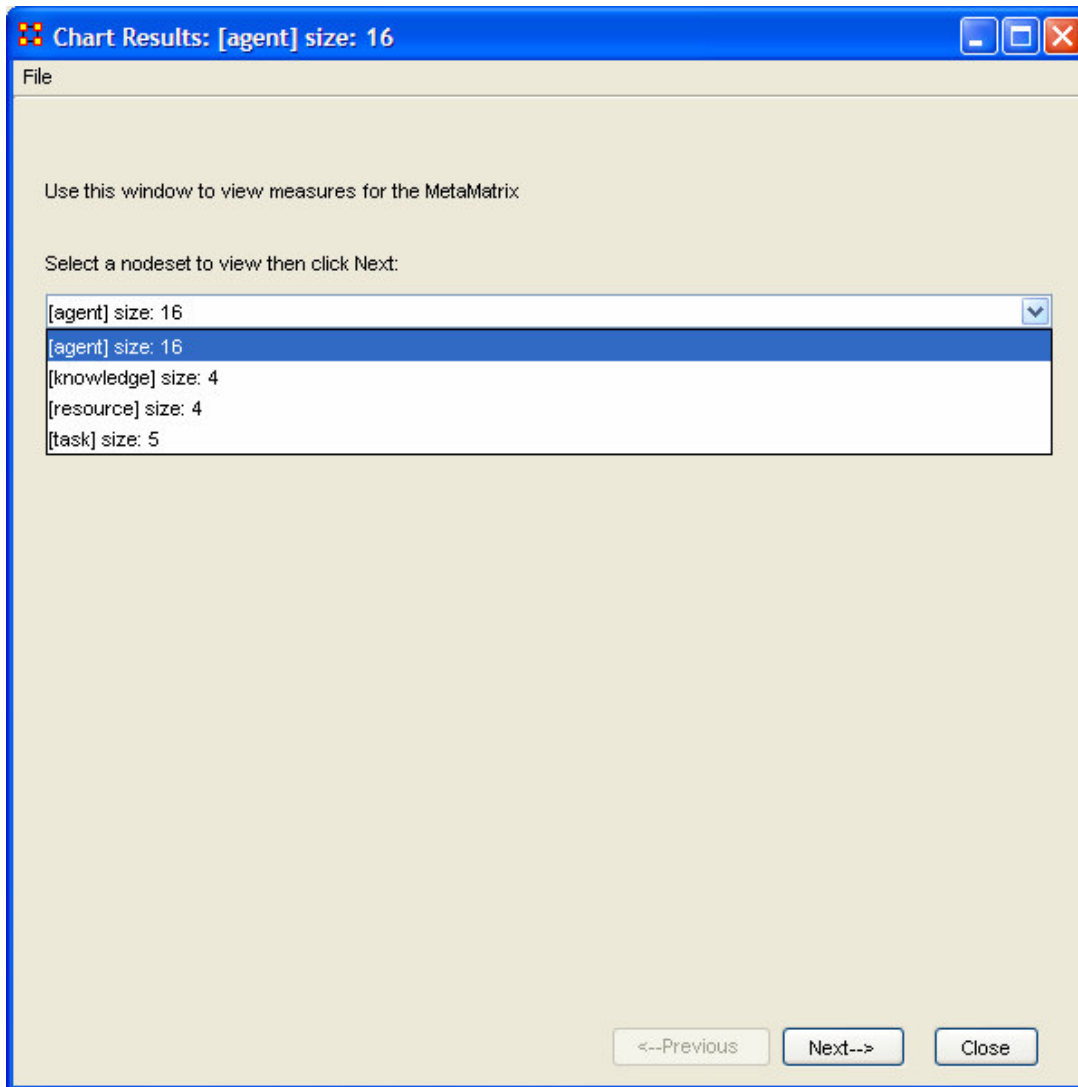 Chart Results: [agent] size: 16
File
Use this window to view measures for the MetaMatrix
Select a nodeset to view then click Next:
[agent] size: 16
[agent] size: 16
[knowledge] size: 4
[resource] size: 4
[task] size: 5
<--Previous Next--> Close